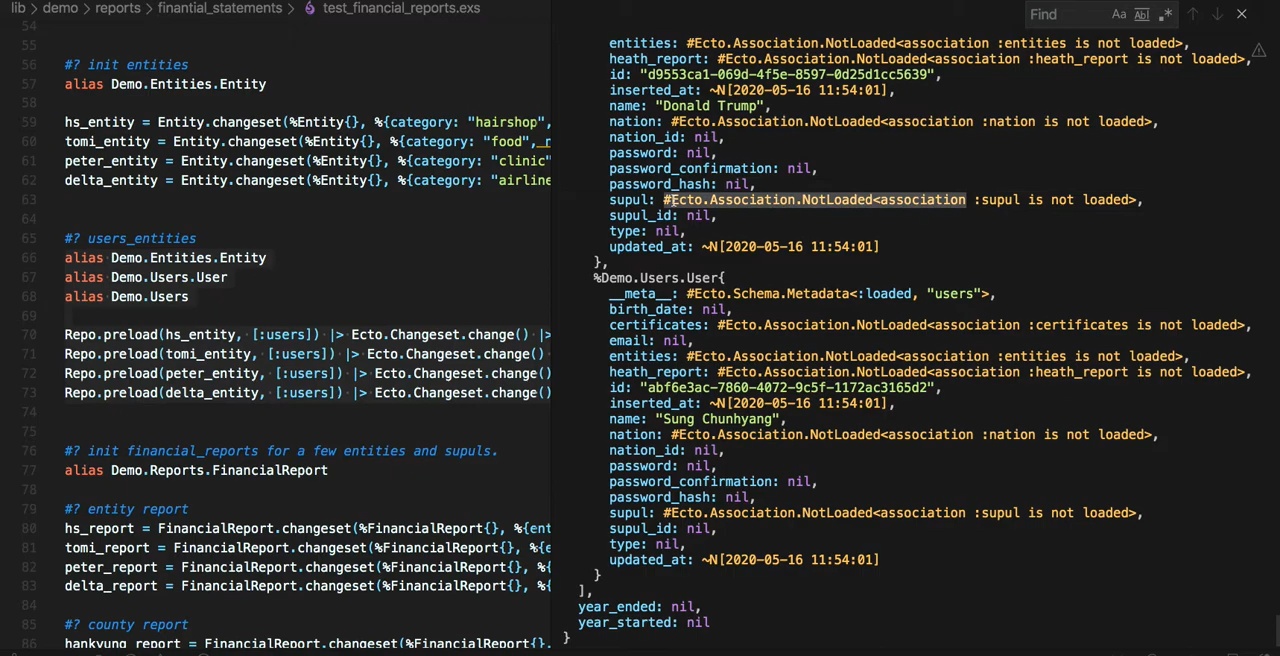 lib > demo > reports > finantial_statements > test_financial_reports.exs
54
55
56 #? init entities
57 alias Demo.Entities.Entity
58
59 hs_entity = Entity.changeset(%Entity{}, %{category: "hairshop",
60 tomi_entity = Entity.changeset(%Entity{}, %{category: "food",
61 peter_entity = Entity.changeset(%Entity{}, %{category: "clinic"
62 delta_entity = Entity.changeset(%Entity{}, %{category: "airline
63
64
65 #? users_entities
66 alias Demo.Entities.Entity
67 alias Demo.Users.User
68 alias Demo.Users
69
70 Repo.preload(hs_entity, [:users]) |> Ecto.Changeset.change() |>
71 Repo.preload(tomi_entity, [:users]) |> Ecto.Changeset.change()
72 Repo.preload(peter_entity, [:users]) |> Ecto.Changeset.change()
73 Repo.preload(delta_entity, [:users]) |> Ecto.Changeset.change()
74
75
76 #? init financial_reports for a few entities and supuls.
77 alias Demo.Reports.FinancialReport
78
79 #? entity report
80 hs_report = FinancialReport.changeset(%FinancialReport{}, %{ent
81 tomi_report = FinancialReport.changeset(%FinancialReport{}, %{e
82 peter_report = FinancialReport.changeset(%FinancialReport{}, %{
83 delta_report = FinancialReport.changeset(%FinancialReport{}, %{
84
85 #? county report
86 hankyung_report = FinancialReport.changeset(%FinancialReport{},
Find
Aa Abl .*
entities: #Ecto.Association.NotLoaded<association :entities is not loaded>,
heath_report: #Ecto.Association.NotLoaded<association :heath_report is not loaded>,
id: "d9553ca1-069d-4f5e-8597-0d25d1cc5639",
inserted_at: ~N[2020-05-16 11:54:01],
name: "Donald Trump",
nation: #Ecto.Association.NotLoaded<association :nation is not loaded>,
nation_id: nil,
password: nil,
password_confirmation: nil,
password_hash: nil,
supul: #Ecto.Association.NotLoaded<association :supul is not loaded>,
supul_id: nil,
type: nil,
updated_at: ~N[2020-05-16 11:54:01]
},
%Demo.Users.User{
__meta__: #Ecto.Schema.Metadata<:loaded, "users">,
birth_date: nil,
certificates: #Ecto.Association.NotLoaded<association :certificates is not loaded>,
email: nil,
entities: #Ecto.Association.NotLoaded<association :entities is not loaded>,
heath_report: #Ecto.Association.NotLoaded<association :heath_report is not loaded>,
id: "abf6e3ac-7860-4072-9c5f-1172ac3165d2",
inserted_at: ~N[2020-05-16 11:54:01],
name: "Sung Chunhyang",
nation: #Ecto.Association.NotLoaded<association :nation is not loaded>,
nation_id: nil,
password: nil,
password_confirmation: nil,
password_hash: nil,
supul: #Ecto.Association.NotLoaded<association :supul is not loaded>,
supul_id: nil,
type: nil,
updated_at: ~N[2020-05-16 11:54:01]
}
],
year_ended: nil,
year_started: nil
}